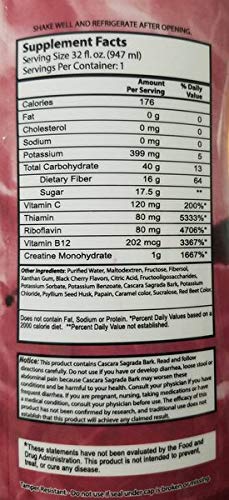 SHAKE WELL AND REFRIGERATE AFTER OPENING.
Supplement Facts
Serving Size 32 fl. oz. (947 ml)
Servings Per Container: 1
Amount Per Serving % Daily Value
Calories 176
Fat 0 g 0
Cholesterol 0 mg 0
Sodium 0 mg 0
Potassium 399 mg 5
Total Carbohydrate 40 g 13
Dietary Fiber 16 g 64
Sugar 17.5 g **
Vitamin C 120 mg 200%*
Thiamin 80 mg 5333%*
Riboflavin 80 mg 4706%*
Vitamin B12 202 mcg 3367%*
Creatine Monohydrate 1g 1667%*
Other Ingredients: Purified Water, Maltodextren, Fructose, Fibersol,
Xanthan Gum, Black Cherry Flavors, Citric Acid, Fructooligosaccharides,
Potassium Sorbate, Potassium Benzoate, Cascara Sagrada Bark, Potassium
Chloride, Psyllium Seed Husk, Papain, Caramel color, Sucralose, Red Beet Color.
Does not contain Fat, Sodium or Protein. *Percent Daily Values based on a
2000 calorie diet. **Percent Daily Value not established.
Notice: This product contains Cascara Sagrada Bark. Read and follow
directions carefully. Do not use if you have or develop diarrhea, loose stool or
abdominal pain because Cascara Sagrada Bark may worsen these
conditions and be harmful to your health. Consult your physician if you have
frequent diarrhea. If you are pregnant, nursing, taking medications or have
a medical condition, consult your physician before use. The efficacy of this
product has not been confirmed by research, and traditional use does not
establish that this product will achieve any claimed results.
*These statements have not been evaluated by the Food and
Drug Administration. This product is not intended to prevent,
treat, or cure any disease.
Tamper Resistant - Do not use if seal under cap is broken or missing